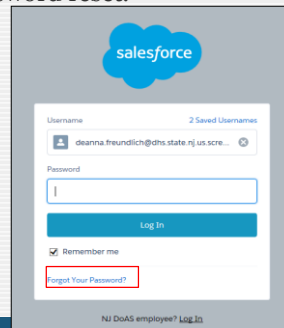 salesforce
Username 2 Saved Usernames
deanna.freundlich@dhs.state.nj.us.scre...
Password
Log In
Remember me
Forgot Your Password?
NJ DoAS employee? Log In